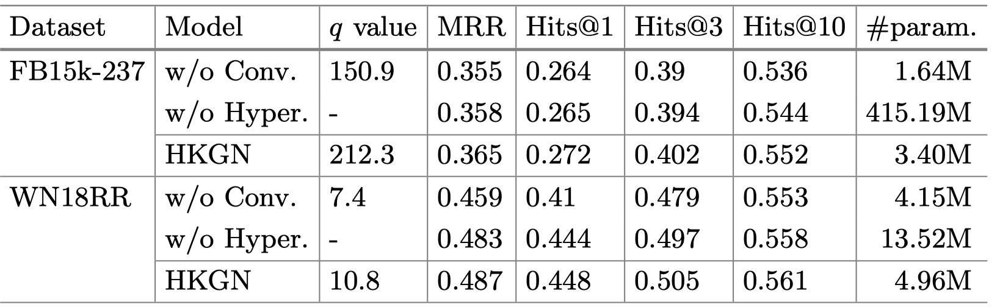 Dataset Model q value MRR Hits@1 Hits@3 Hits@10 #param.
FB15k-237 w/o Conv. 150.9 0.355 0.264 0.39 0.536 1.64M
w/o Hyper. - 0.358 0.265 0.394 0.544 415.19M
HKGN 212.3 0.365 0.272 0.402 0.552 3.40M
WN18RR w/o Conv. 7.4 0.459 0.41 0.479 0.553 4.15M
w/o Hyper. - 0.483 0.444 0.497 0.558 13.52M
HKGN 10.8 0.487 0.448 0.505 0.561 4.96M